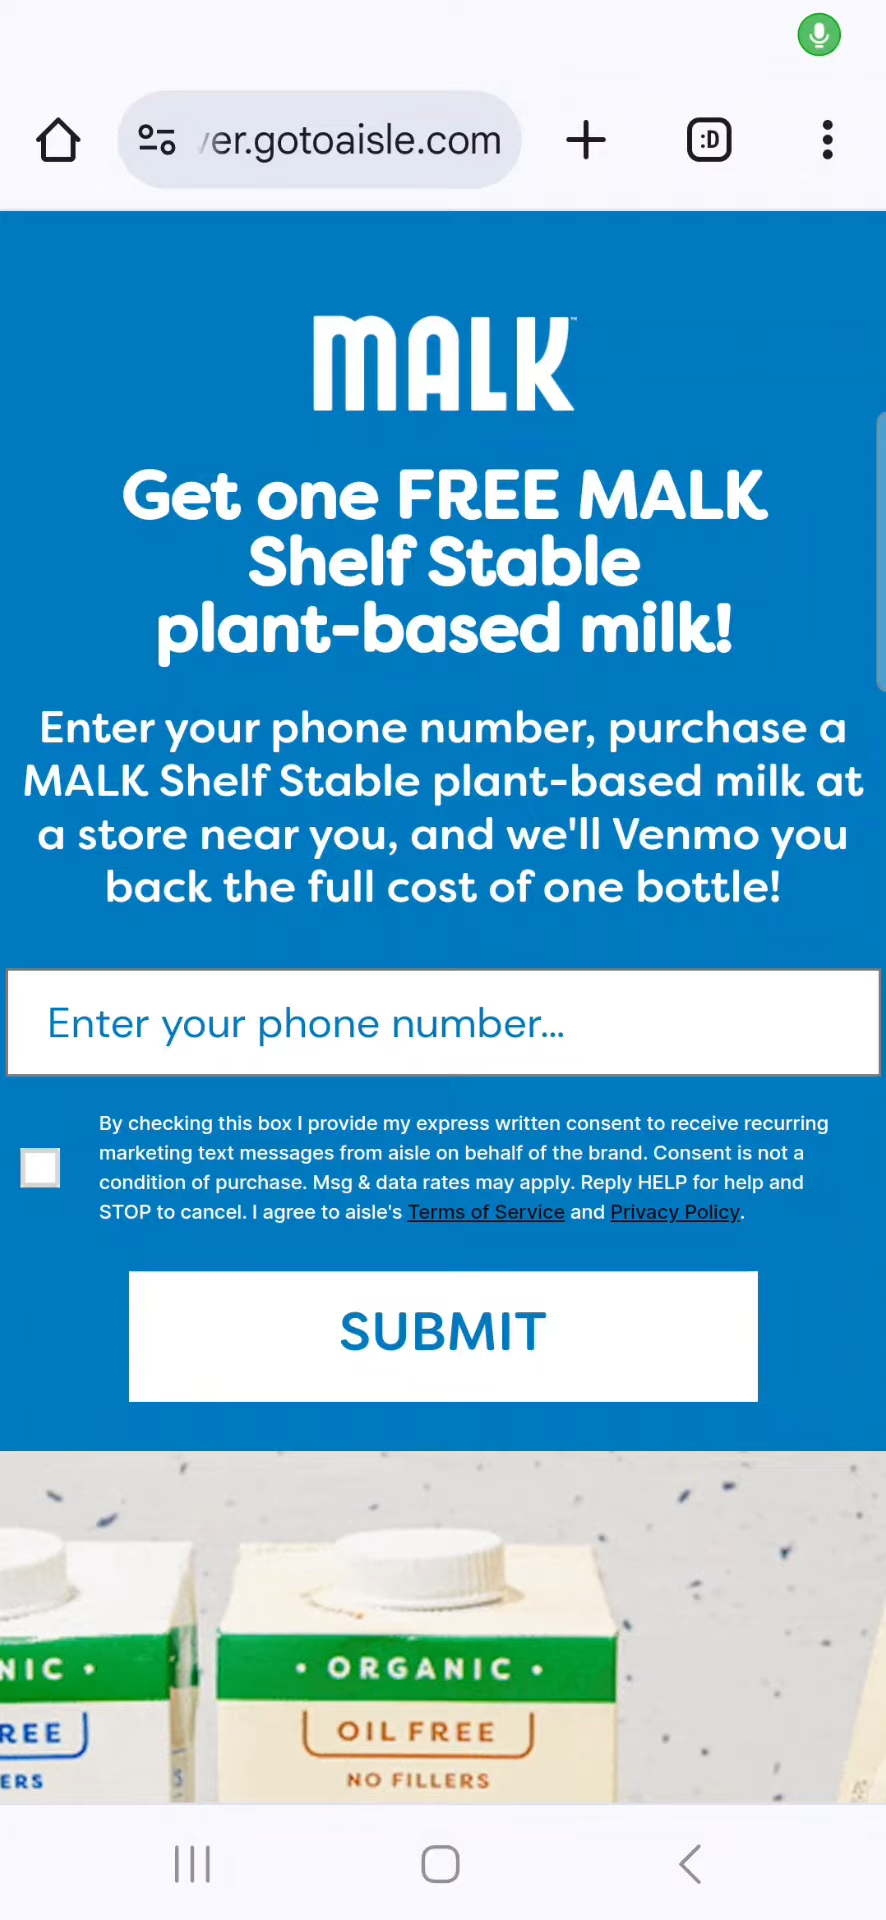 er.gotoaisle.com
:D
MALK™
Get one FREE MALK
Shelf Stable
plant-based milk!
Enter your phone number, purchase a
MALK Shelf Stable plant-based milk at
a store near you, and we'll Venmo you
back the full cost of one bottle!
Enter your phone number...
By checking this box I provide my express written consent to receive recurring
marketing text messages from aisle on behalf of the brand. Consent is not a
condition of purchase. Msg & data rates may apply. Reply HELP for help and
STOP to cancel. I agree to aisle's Terms of Service and Privacy Policy.
SUBMIT
NIC • • ORGANIC •
REE OIL FREE
ERS NO FILLERS